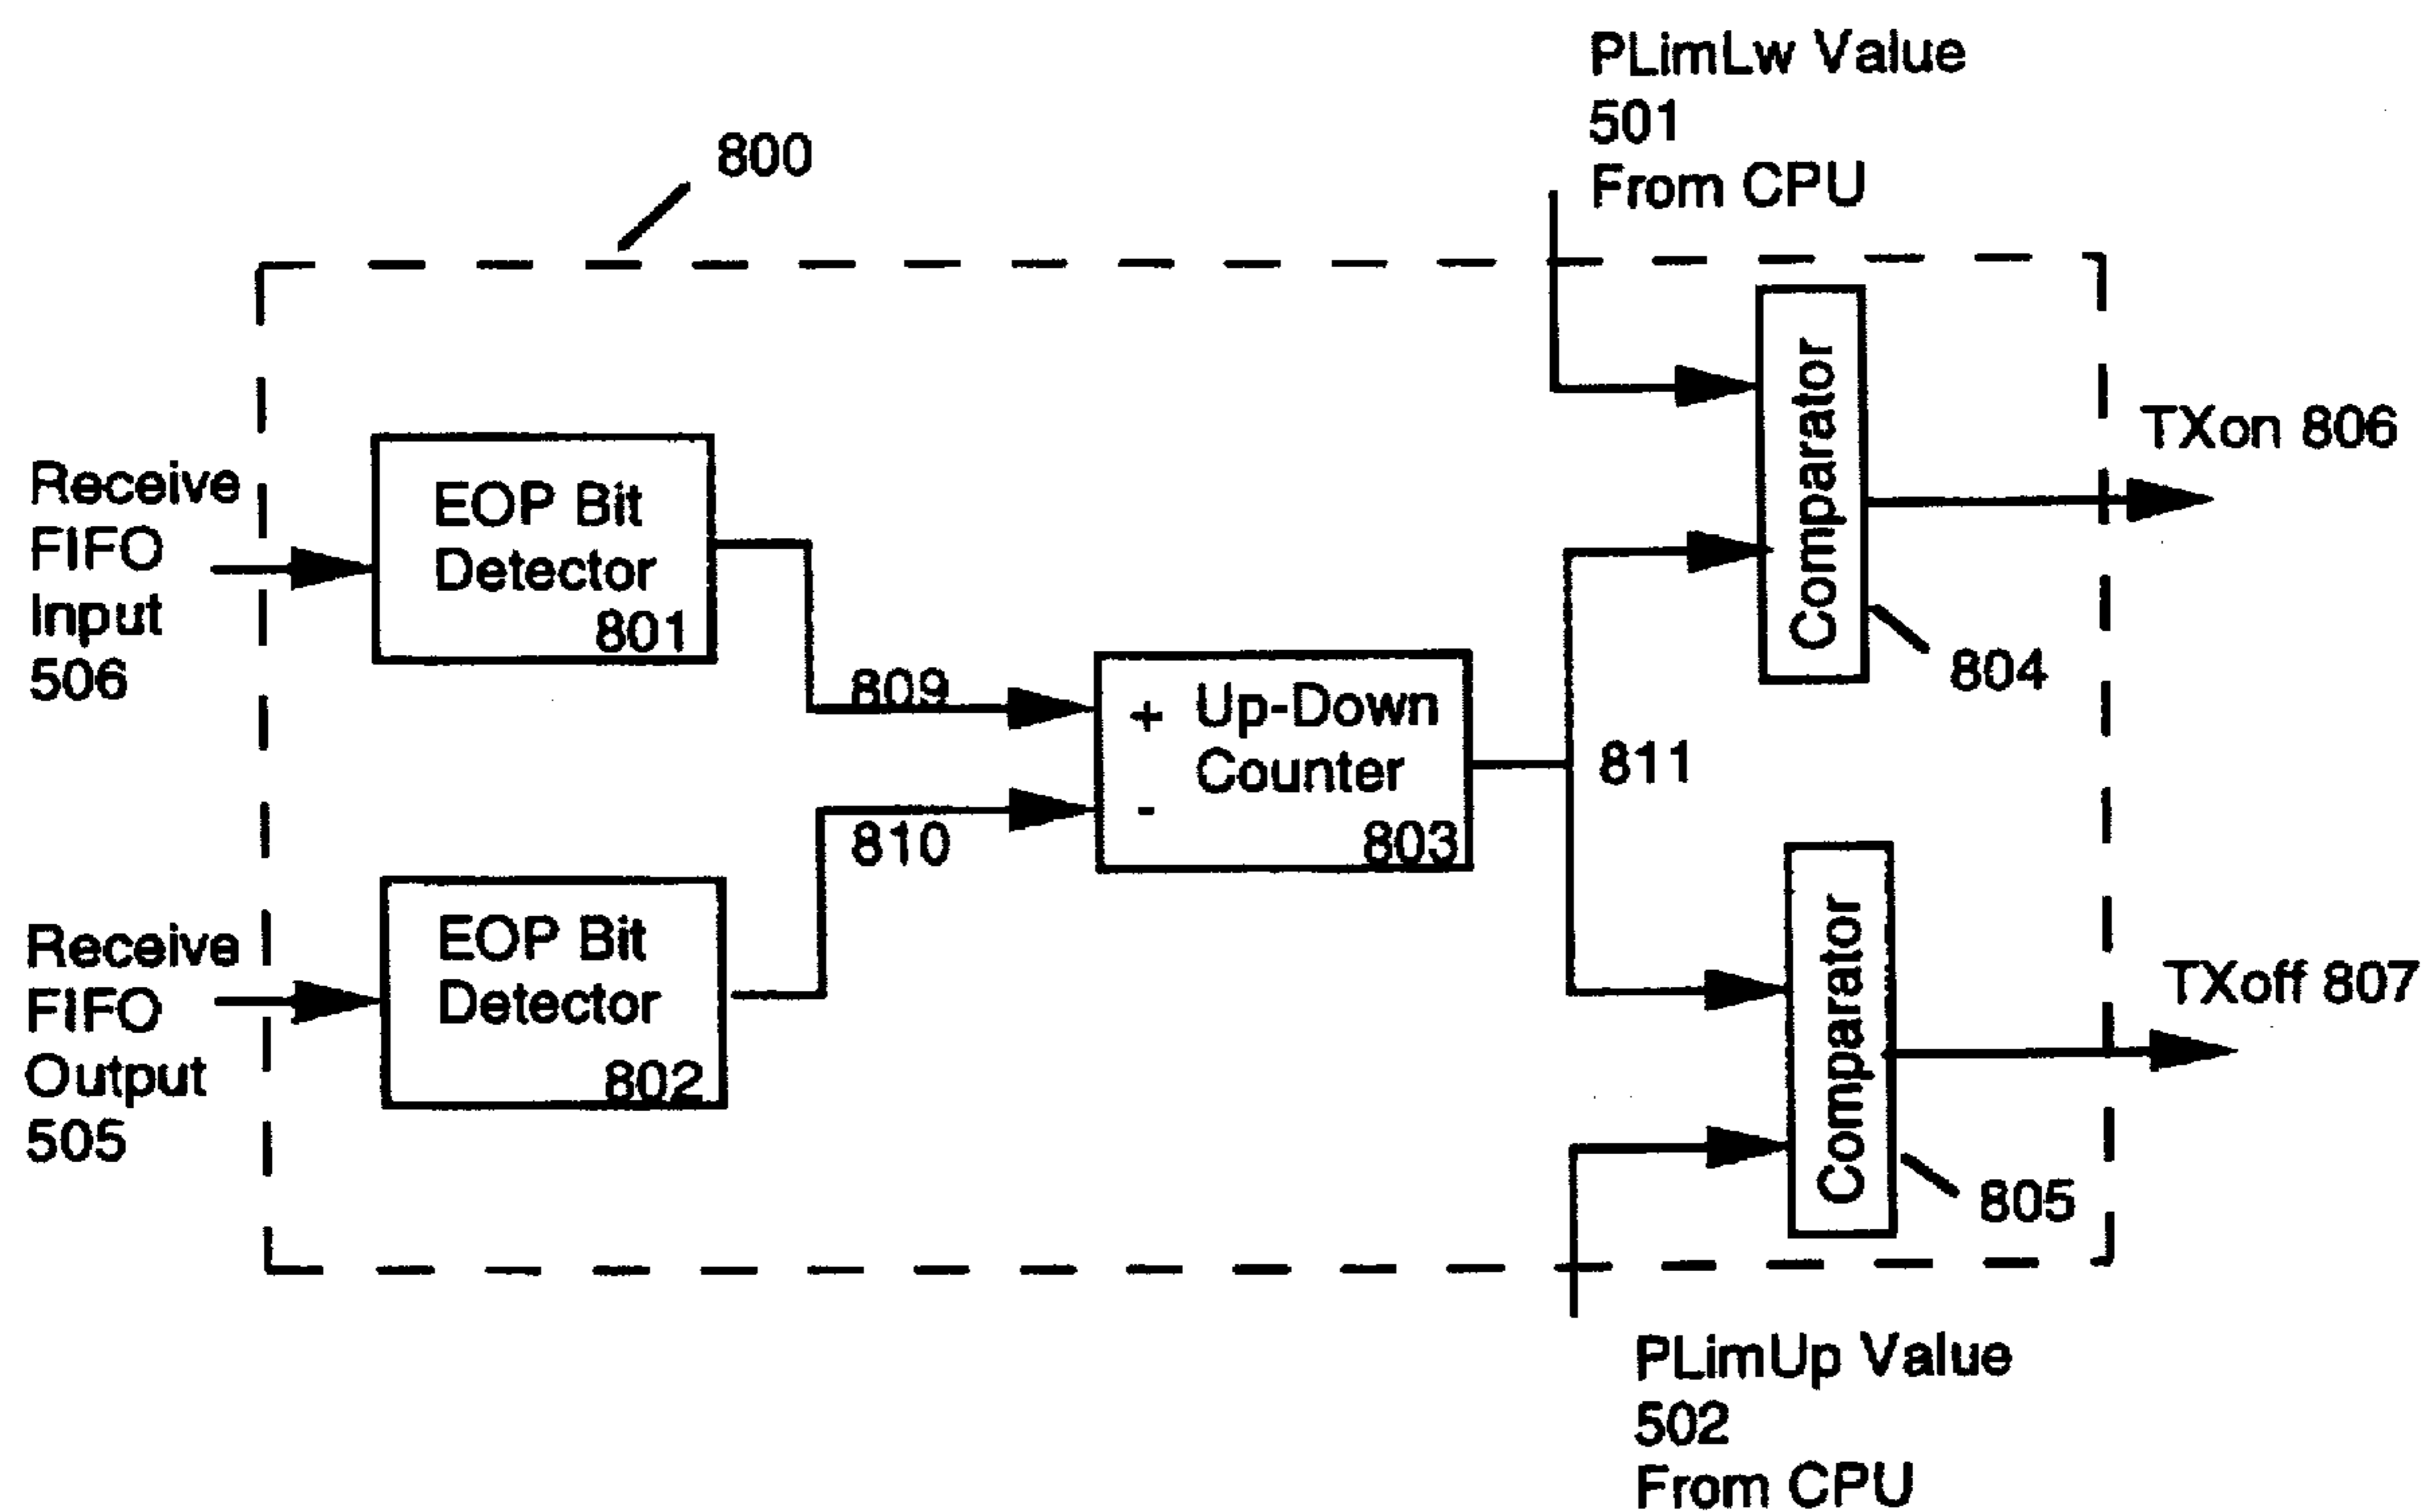 PLimLw Value
501
From CPU
800
Receive
FIFO
Input
506
EOP Bit
Detector
801
809
+ Up-Down
Counter
-
803
810
811
Comparator
804
TXon 806
Receive
FIFO
Output
505
EOP Bit
Detector
802
Comparator
805
TXoff 807
PLimUp Value
502
From CPU